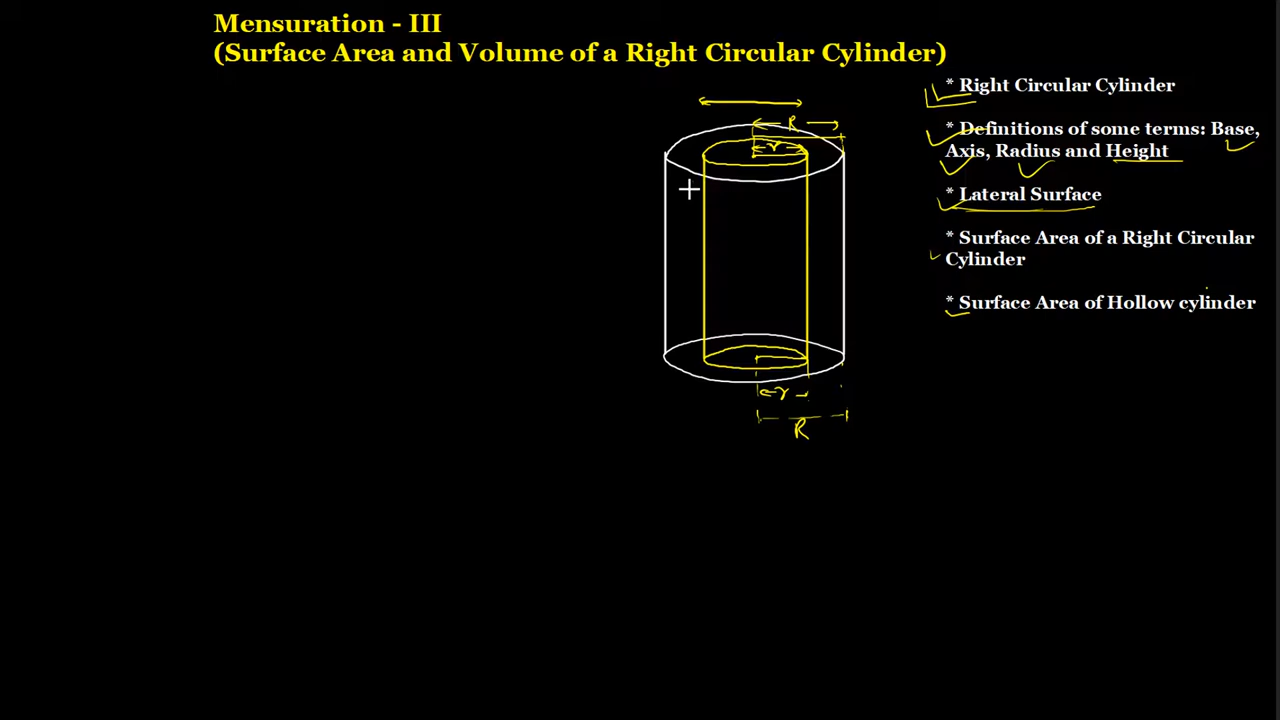 Mensuration - III
(Surface Area and Volume of a Right Circular Cylinder)
* Right Circular Cylinder
* Definitions of some terms: Base,
Axis, Radius and Height
* Lateral Surface
* Surface Area of a Right Circular
Cylinder
* Surface Area of Hollow cylinder
R
r
r
R